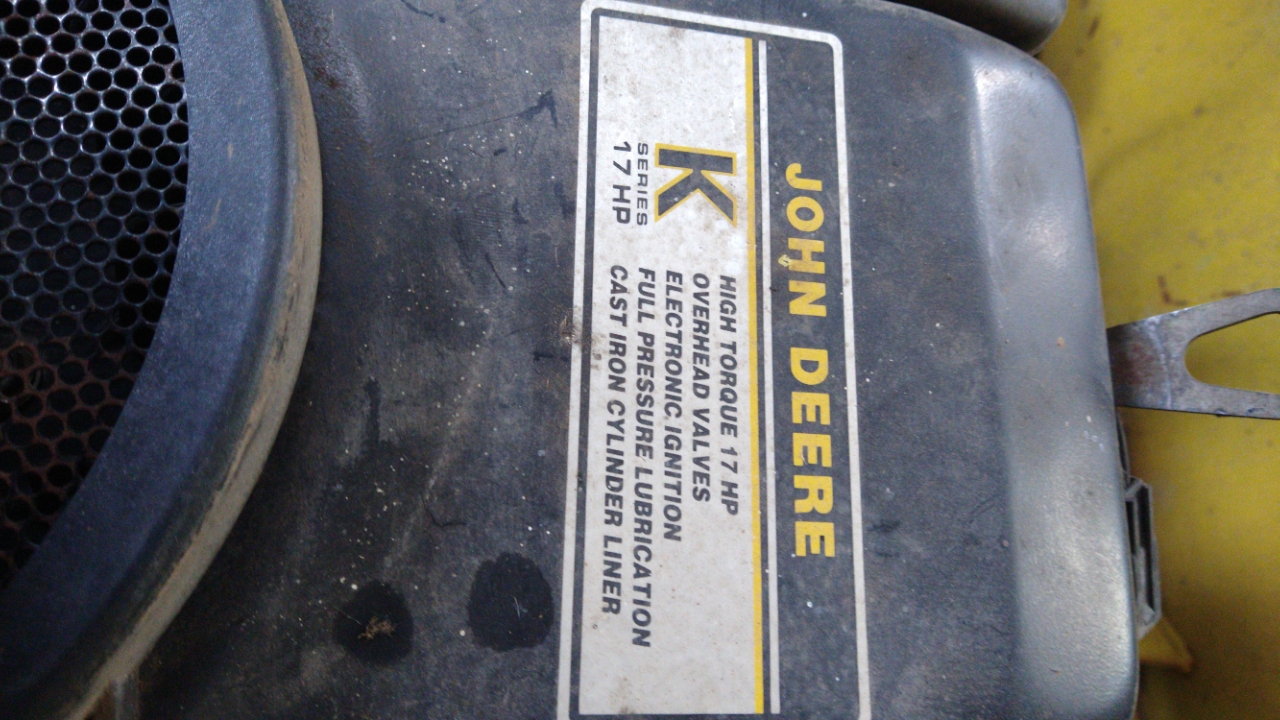 JOHN DEERE
K
SERIES
17 HP
HIGH TORQUE 17 HP
OVERHEAD VALVES
ELECTRONIC IGNITION
FULL PRESSURE LUBRICATION
CAST IRON CYLINDER LINER